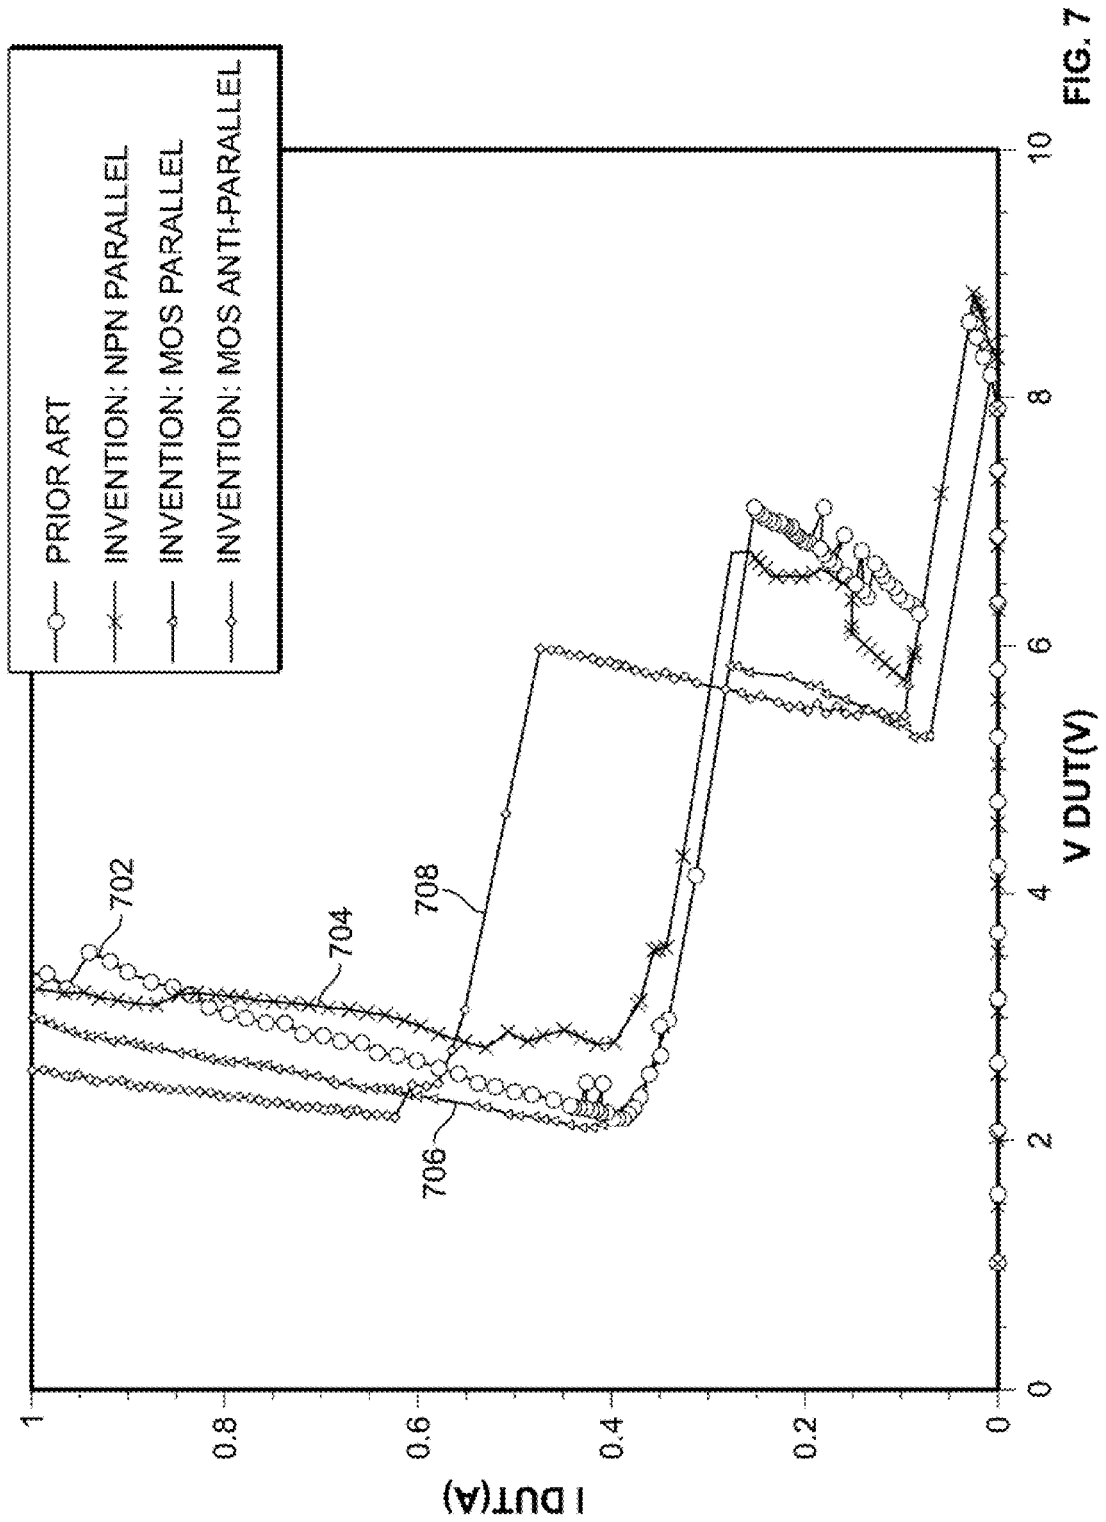 PRIOR ART
INVENTION: NPN PARALLEL
INVENTION: MOS PARALLEL
INVENTION: MOS ANTI-PARALLEL
702
704
706
708
I DUT(A)
1
0.8
0.6
0.4
0.2
0
0
2
4
6
8
10
V DUT(V)
FIG. 7